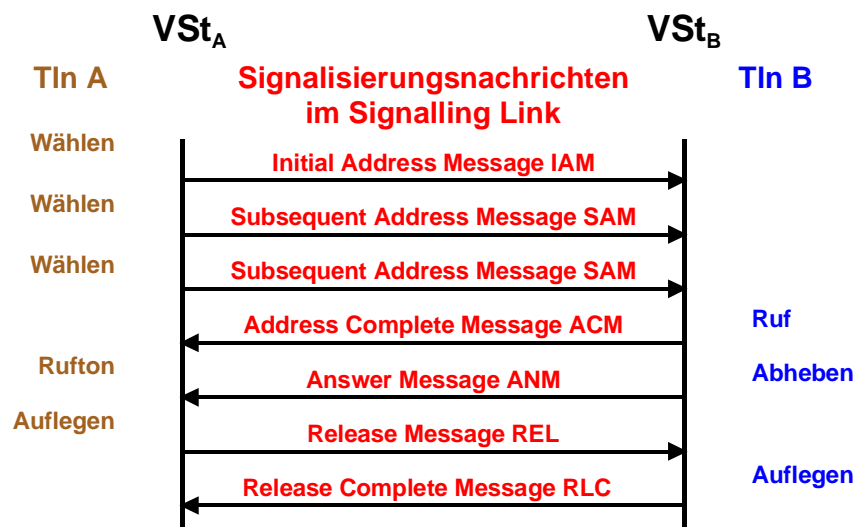 VStA VStB
Tln A Signalisierungsnachrichten Tln B
im Signalling Link
Wählen
Initial Address Message IAM
Wählen
Subsequent Address Message SAM
Wählen
Subsequent Address Message SAM
Address Complete Message ACM Ruf
Rufton Answer Message ANM Abheben
Auflegen
Release Message REL
Release Complete Message RLC Auflegen